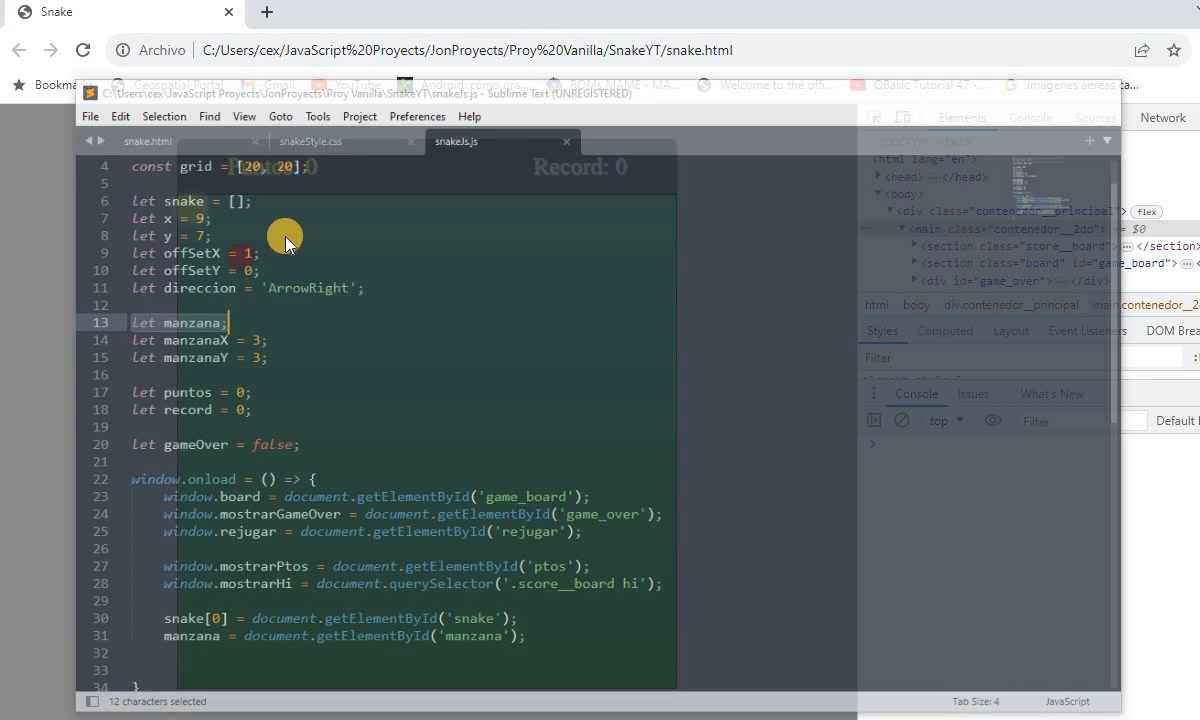 Snake
Archivo C:/Users/cex/JavaScript%20Proyects/JonProyects/Proy%20Vanilla/SnakeYT/snake.html
Bookma Geospatial Portal Gmail YouTube Android: como gra... ROMs MAME - MA... Welcome to the offi... QBasic Tutorial 47 -... imagenes aereas ca...
C:\Users\cex\JavaScript Proyects\JonProyects\Proy Vanilla\SnakeYT\snakeJs.js - Sublime Text (UNREGISTERED)
File Edit Selection Find View Goto Tools Project Preferences Help
Elements Console Sources Network
snake.html snakeStyle.css snakeJs.js
Puntos: 0 Record: 0
4 const grid = [20, 20];
5
6 let snake = [];
7 let x = 9;
8 let y = 7;
9 let offSetX = 1;
10 let offSetY = 0;
11 let direccion = 'ArrowRight';
12
13 let manzana;
14 let manzanaX = 3;
15 let manzanaY = 3;
16
17 let puntos = 0;
18 let record = 0;
19
20 let gameOver = false;
21
22 window.onload = () => {
23 window.board = document.getElementById('game_board');
24 window.mostrarGameOver = document.getElementById('game_over');
25 window.rejugar = document.getElementById('rejugar');
26
27 window.mostrarPtos = document.getElementById('ptos');
28 window.mostrarHi = document.querySelector('.score__board hi');
29
30 snake[0] = document.getElementById('snake');
31 manzana = document.getElementById('manzana');
32
33
34 }
<html lang="en">
<head> ⋯ </head>
<body>
<div class="contenedor__principal"> flex
<main class="contenedor__2do"> == $0
<section class="score__board"> ⋯ </section>
<section class="board" id="game_board"> ⋯ <
<div id="game_over"> ⋯ </div>
html body div.contenedor__principal main.contenedor__2
Styles Computed Layout Event Listeners DOM Brea
Filter
Console Issues What's New
top Filter Default
12 characters selected Tab Size: 4 JavaScript